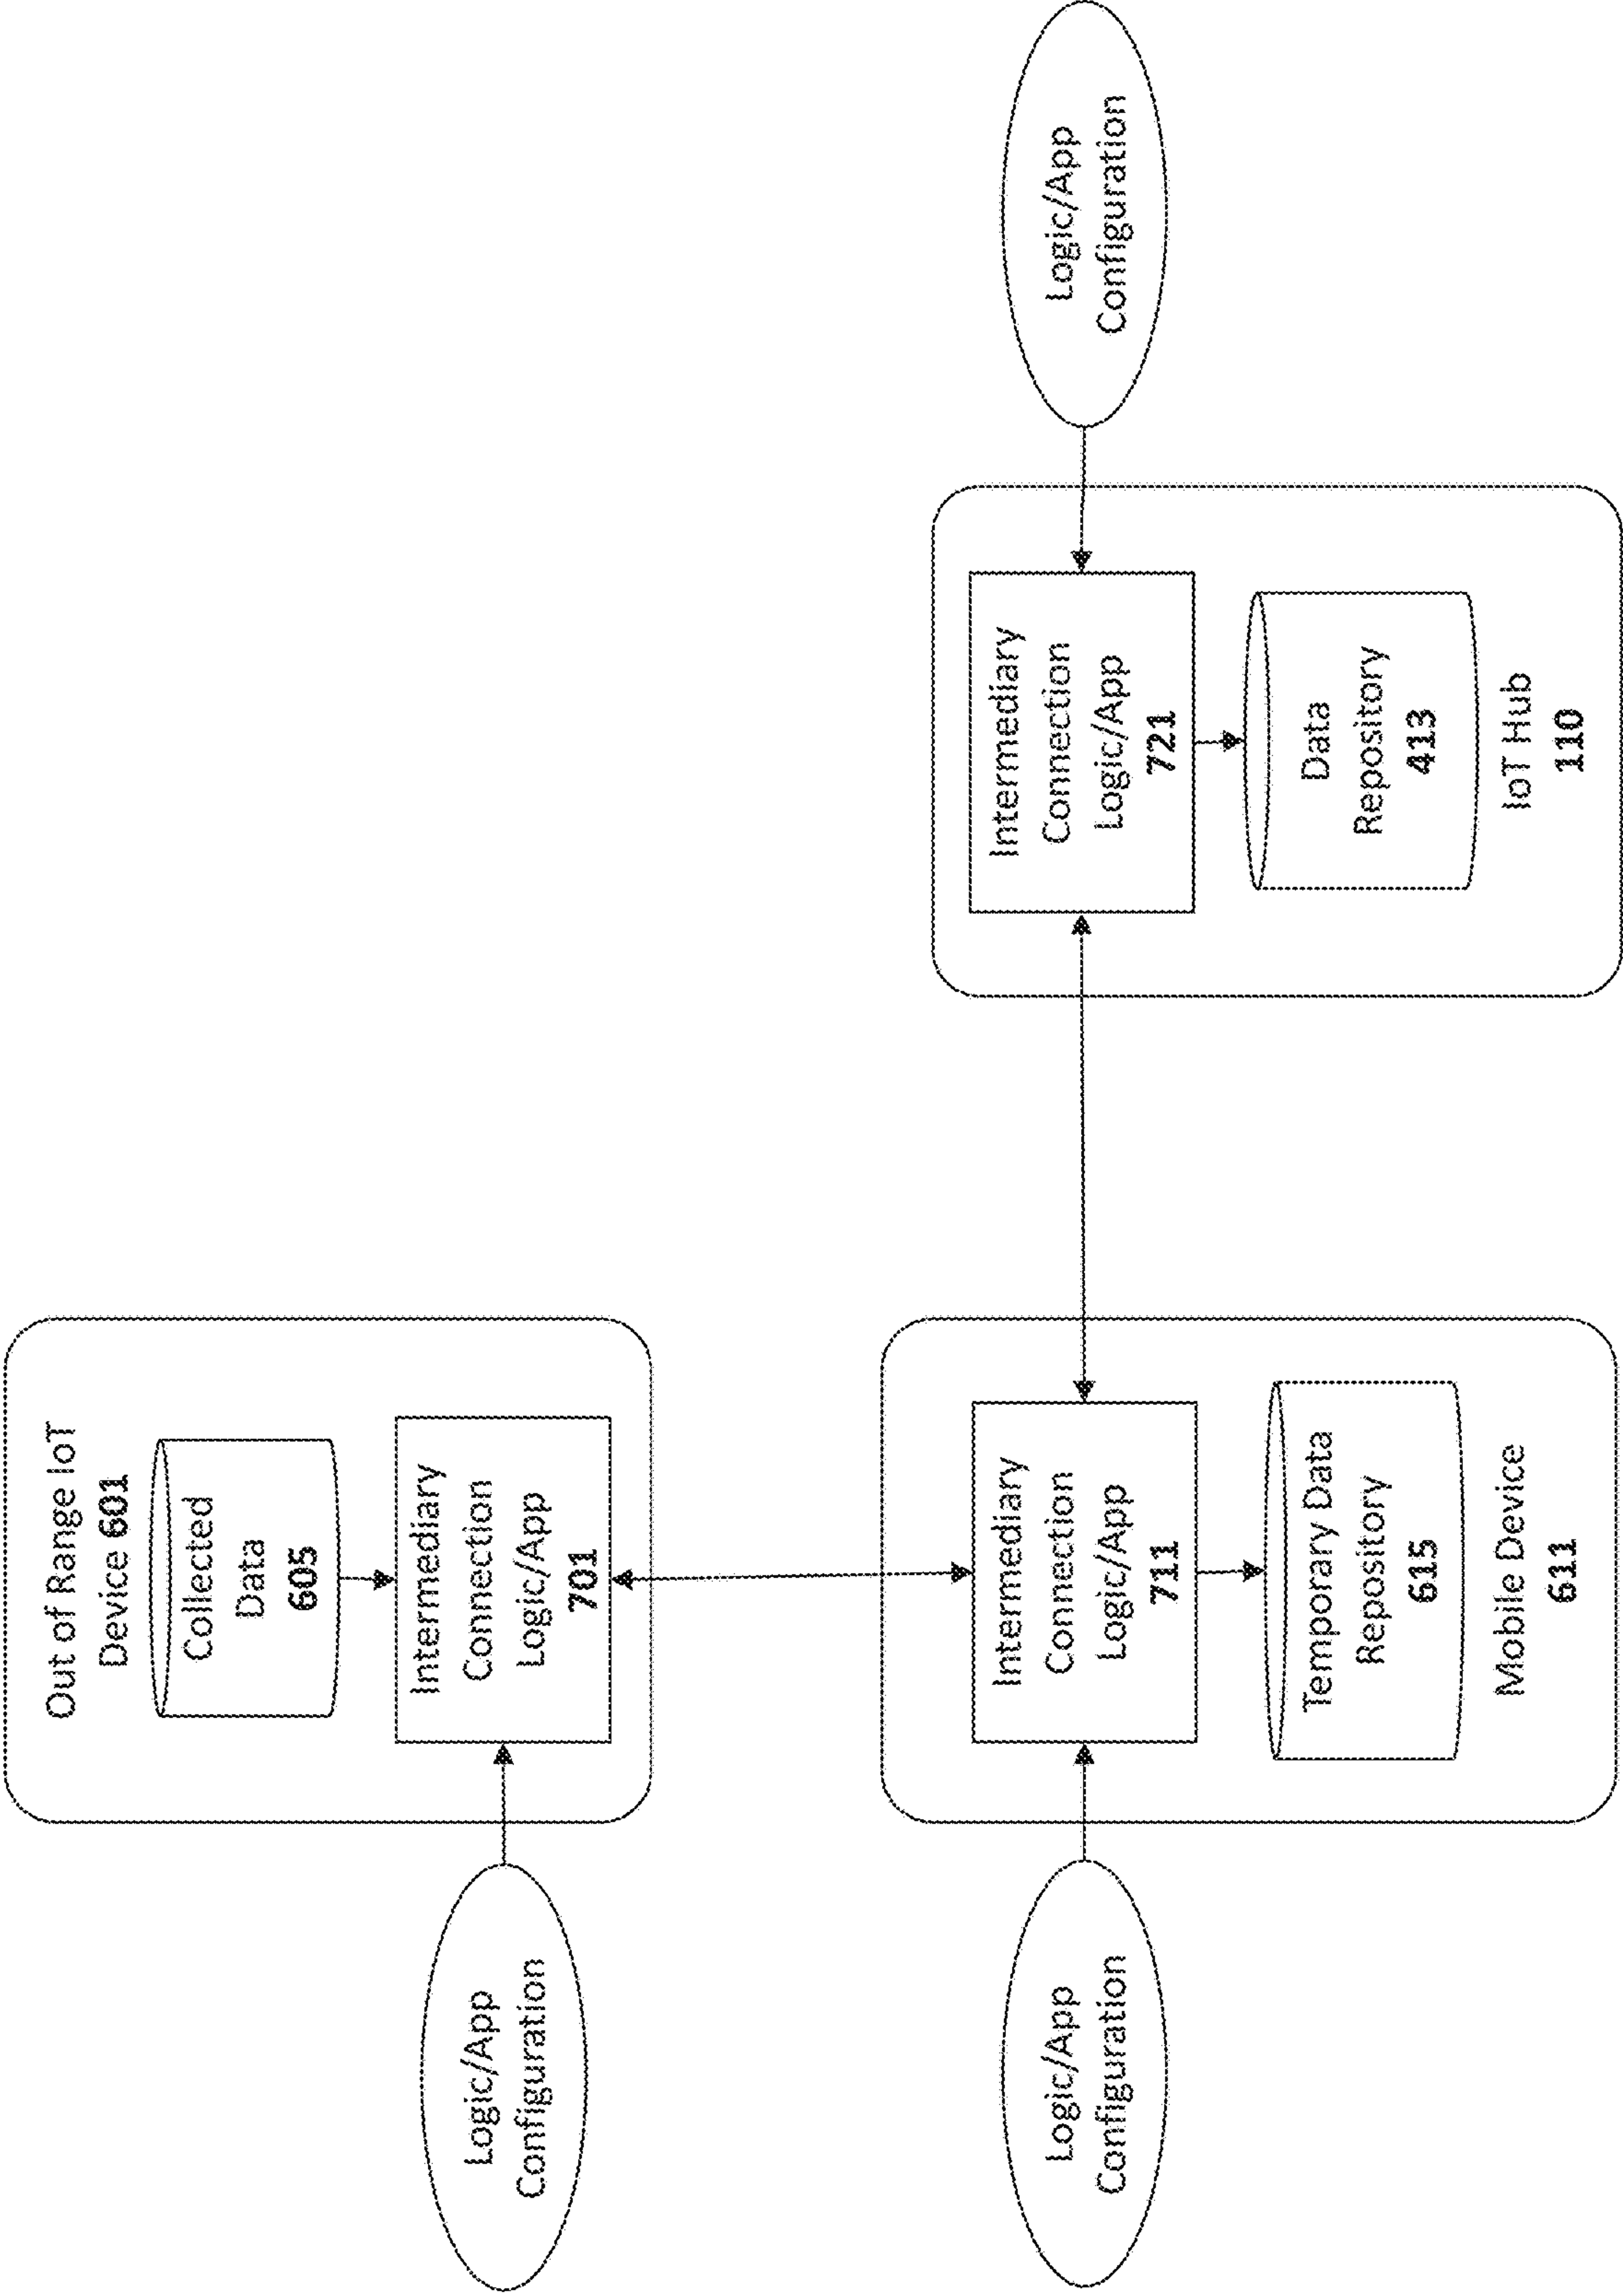 Out of Range IoT
Device 601
Collected
Data
605
Intermediary
Connection
Logic/App
701
Logic/App
Configuration
Logic/App
Configuration
Intermediary
Connection
Logic/App
711
Temporary Data
Repository
615
Mobile Device
611
Intermediary
Connection
Logic/App
721
Data
Repository
413
IoT Hub
110
Logic/App
Configuration